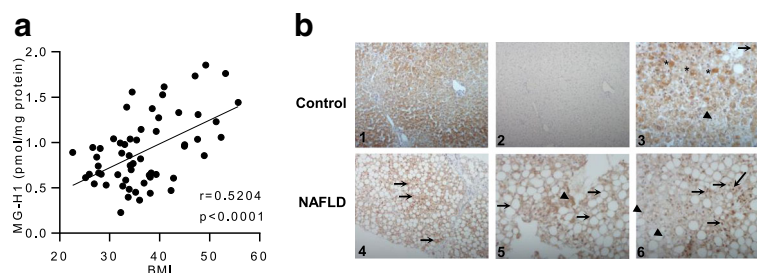 a
MG-H1 (pmol/mg protein)
2.0
1.5
1.0
0.5
0.0
r=0.5204
p<0.0001
20 30 40 50 60
BMI
b
Control
1
2
3
* * *
NAFLD
4
5
6